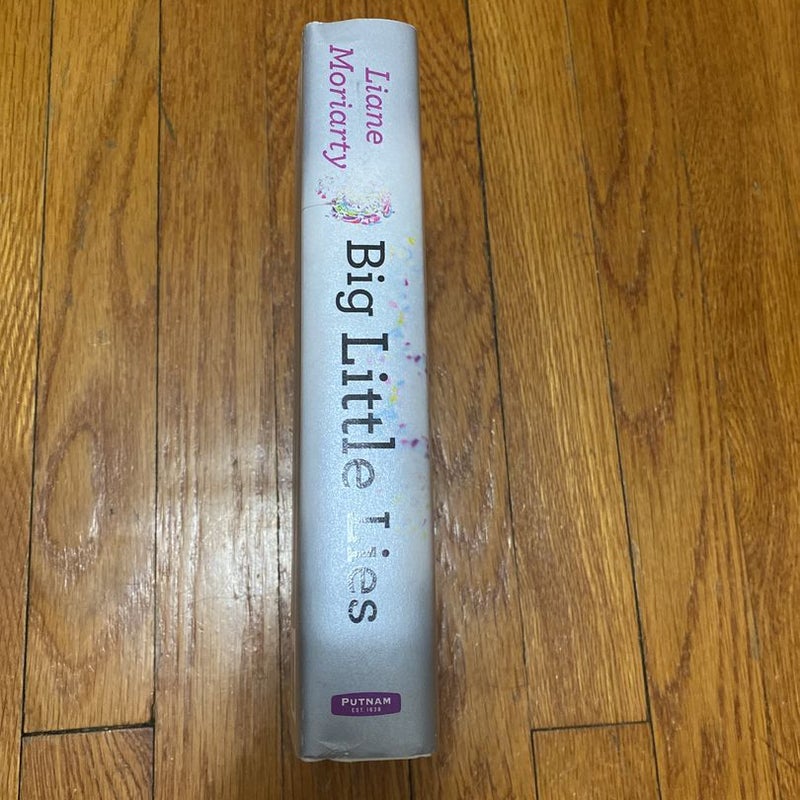 Liane
Moriarty
Big Little Lies
PUTNAM
EST. 1838